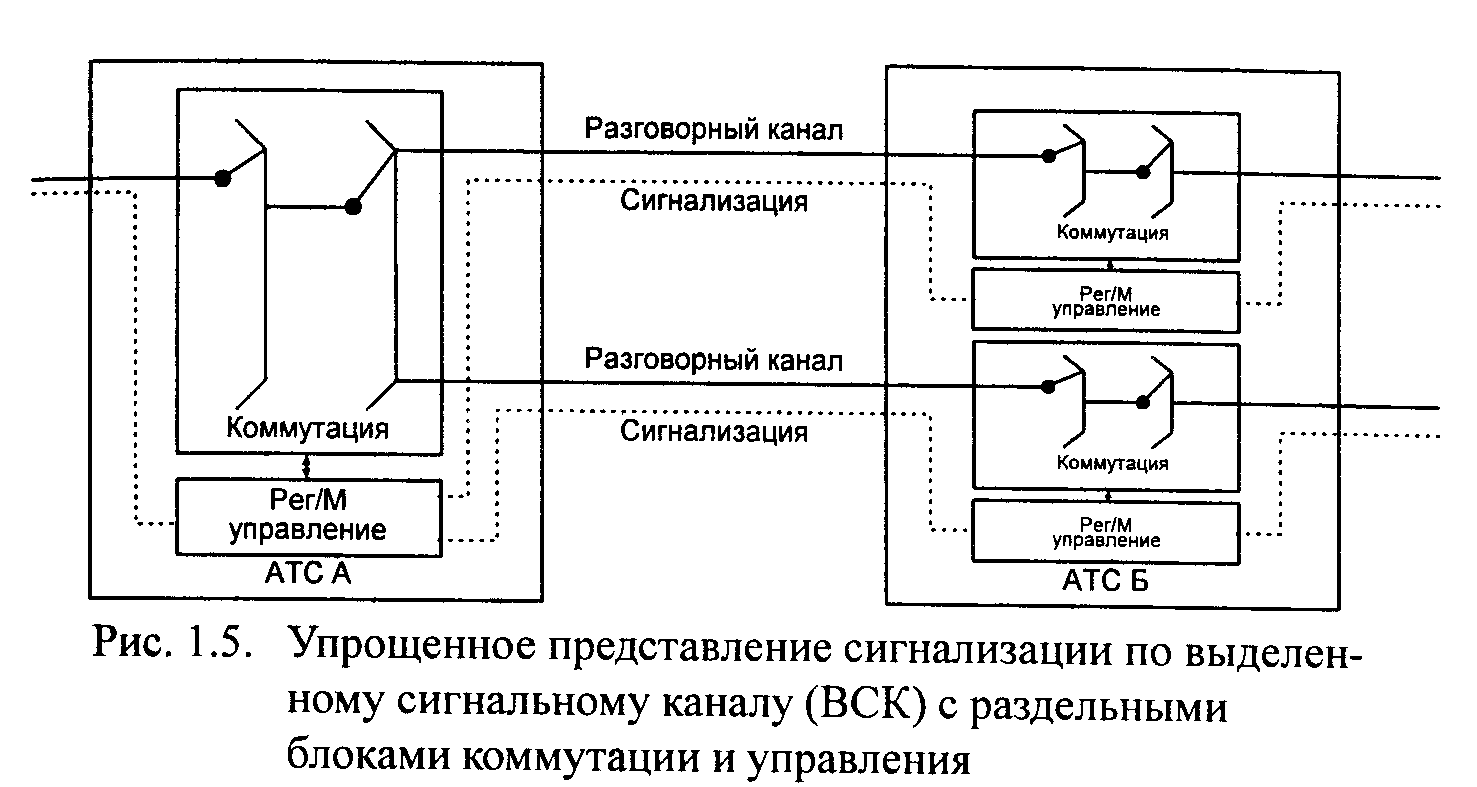 Разговорный канал
Сигнализация
Коммутация
Рег/М
управление
Разговорный канал
Сигнализация
Коммутация
Рег/М
управление
АТС А
Коммутация
Рег/М
управление
АТС Б
Рис. 1.5. Упрощенное представление сигнализации по выделен-
ному сигнальному каналу (ВСК) с раздельными
блоками коммутации и управления